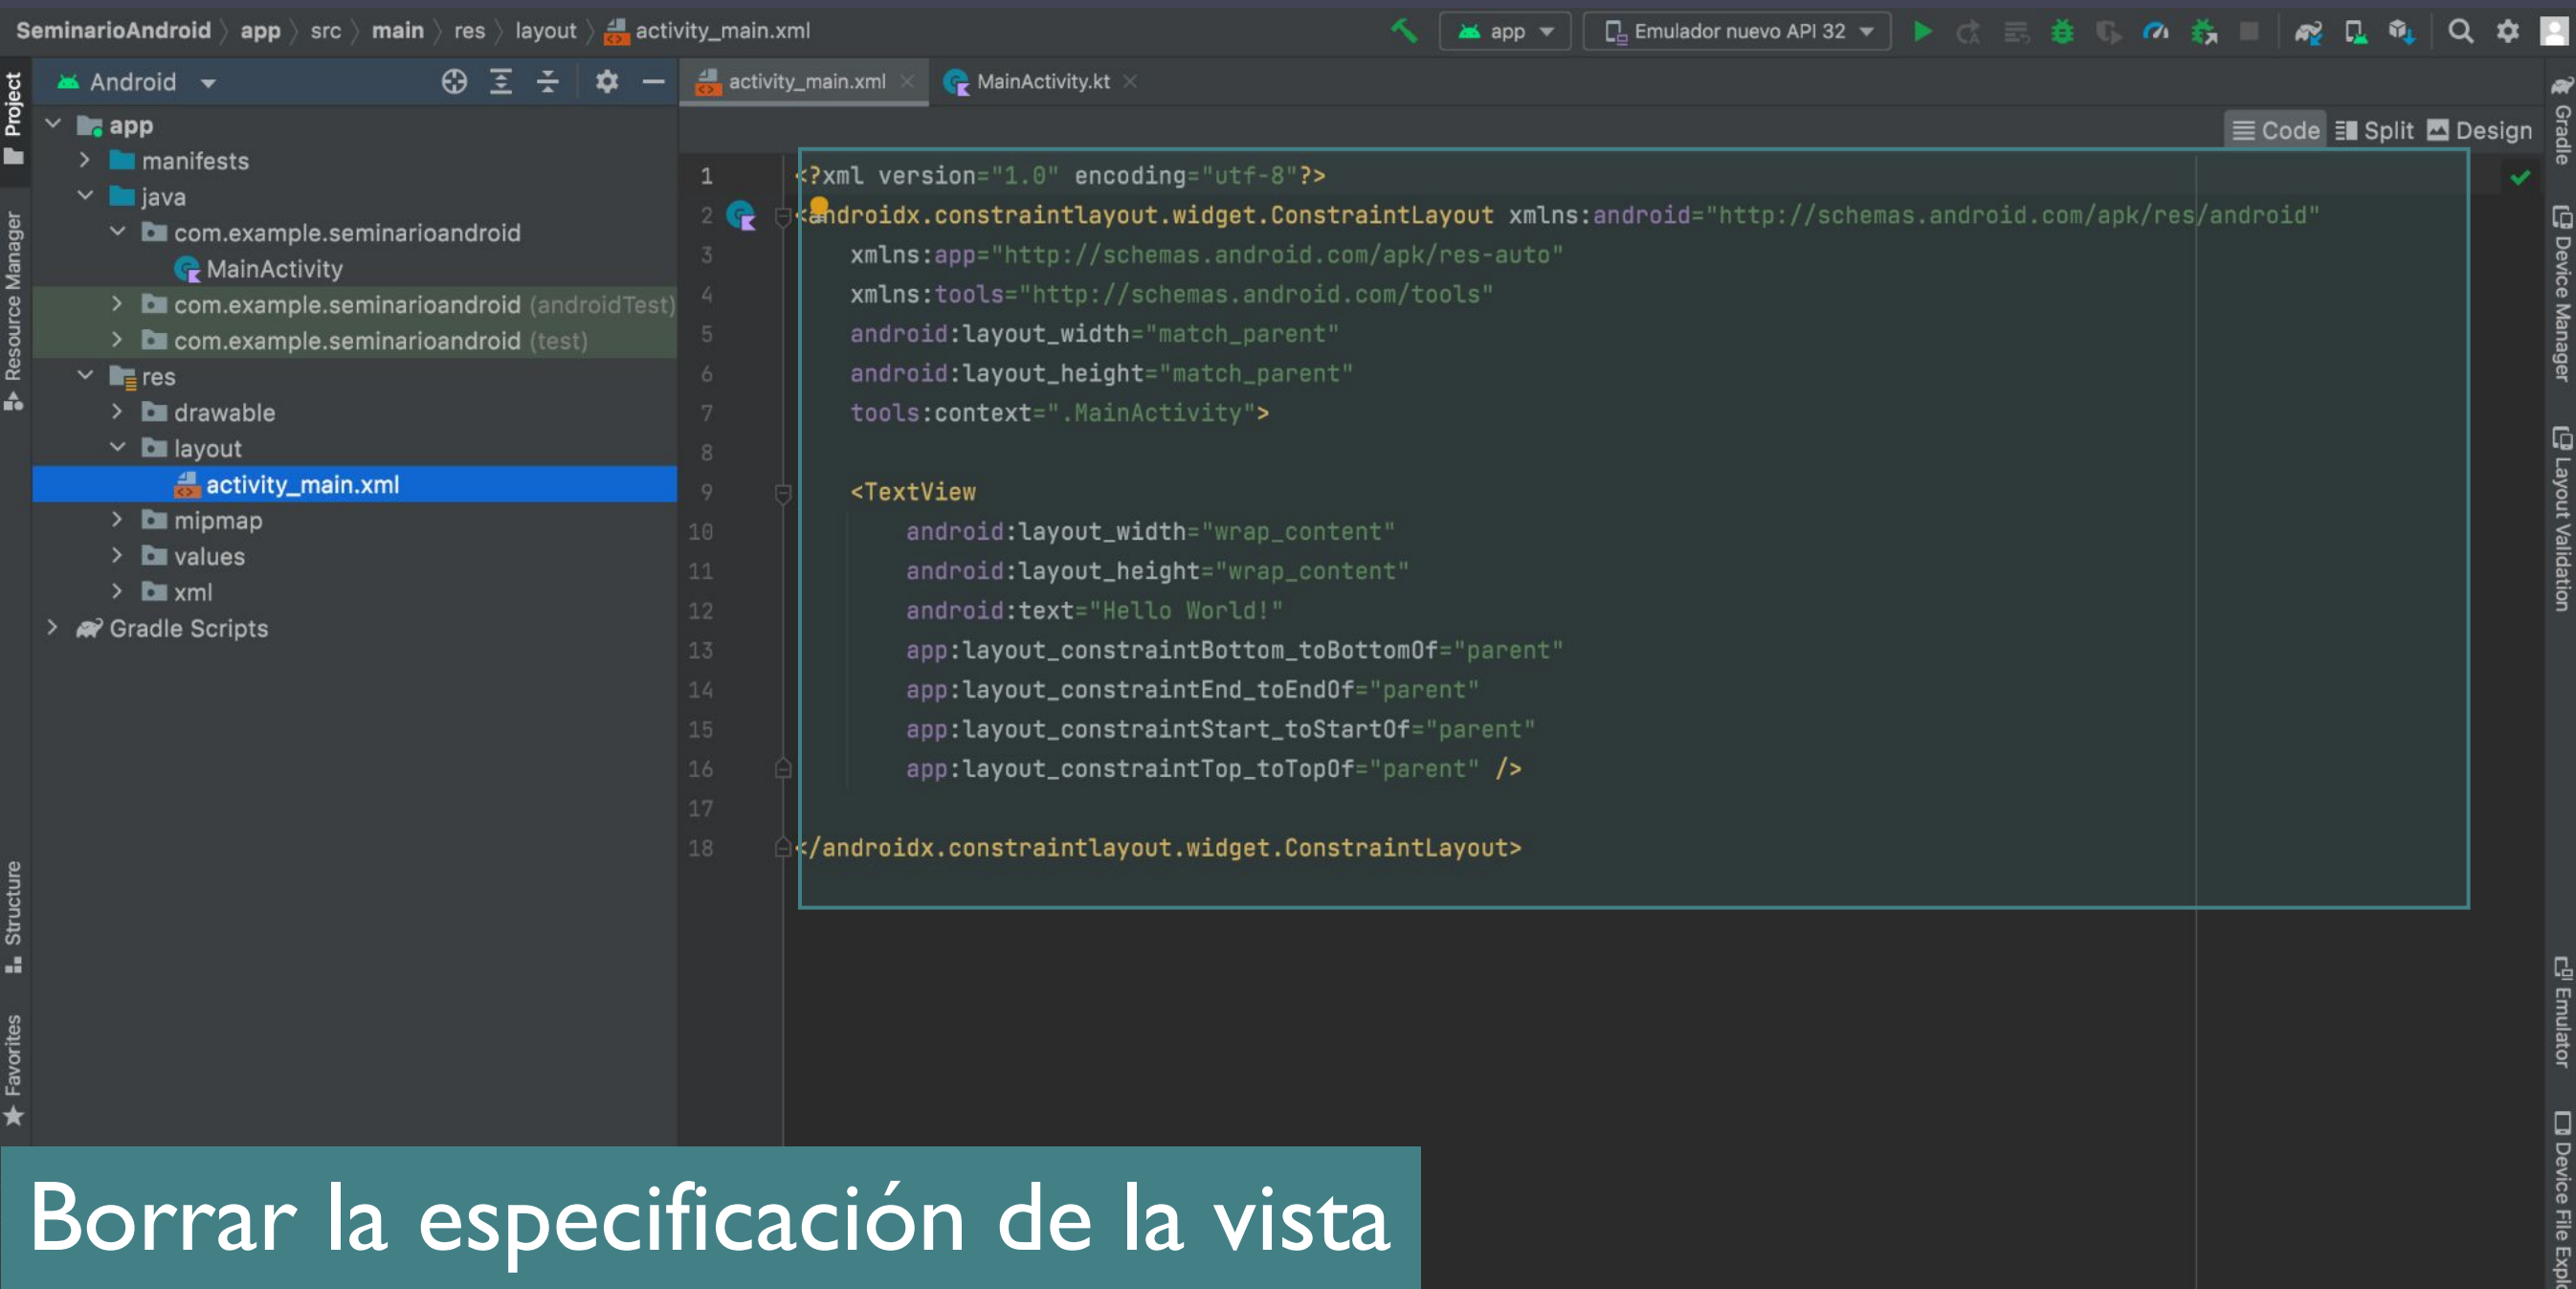 SeminarioAndroid app src main res layout activity_main.xml
app
Emulador nuevo API 32
Project
Resource Manager
Structure
Favorites
Android
app
manifests
java
com.example.seminarioandroid
MainActivity
com.example.seminarioandroid (androidTest)
com.example.seminarioandroid (test)
res
drawable
layout
activity_main.xml
mipmap
values
xml
Gradle Scripts
activity_main.xml
MainActivity.kt
Code Split Design
1 <?xml version="1.0" encoding="utf-8"?>
2 <androidx.constraintlayout.widget.ConstraintLayout xmlns:android="http://schemas.android.com/apk/res/android"
3 xmlns:app="http://schemas.android.com/apk/res-auto"
4 xmlns:tools="http://schemas.android.com/tools"
5 android:layout_width="match_parent"
6 android:layout_height="match_parent"
7 tools:context=".MainActivity">
8
9 <TextView
10 android:layout_width="wrap_content"
11 android:layout_height="wrap_content"
12 android:text="Hello World!"
13 app:layout_constraintBottom_toBottomOf="parent"
14 app:layout_constraintEnd_toEndOf="parent"
15 app:layout_constraintStart_toStartOf="parent"
16 app:layout_constraintTop_toTopOf="parent" />
17
18 </androidx.constraintlayout.widget.ConstraintLayout>
Gradle
Device Manager
Layout Validation
Emulator
Device File Explo
Borrar la especificación de la vista